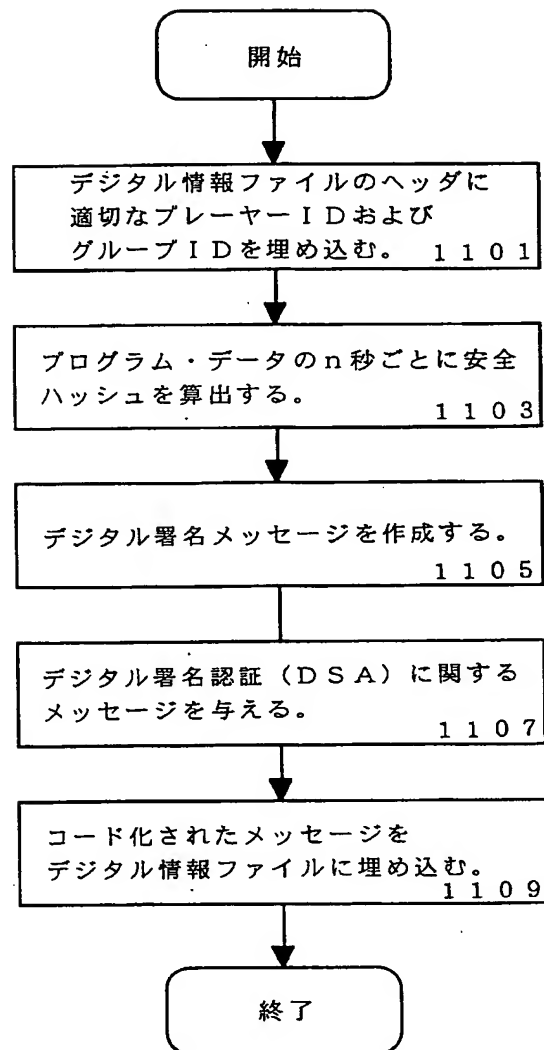 開始
デジタル情報ファイルのヘッダに
適切なプレーヤーIDおよび
グループIDを埋め込む。 1101
プログラム・データのn秒ごとに安全
ハッシュを算出する。
1103
デジタル署名メッセージを作成する。
1105
デジタル署名認証(DSA)に関する
メッセージを与える。
1107
コード化されたメッセージを
デジタル情報ファイルに埋め込む。
1109
終了